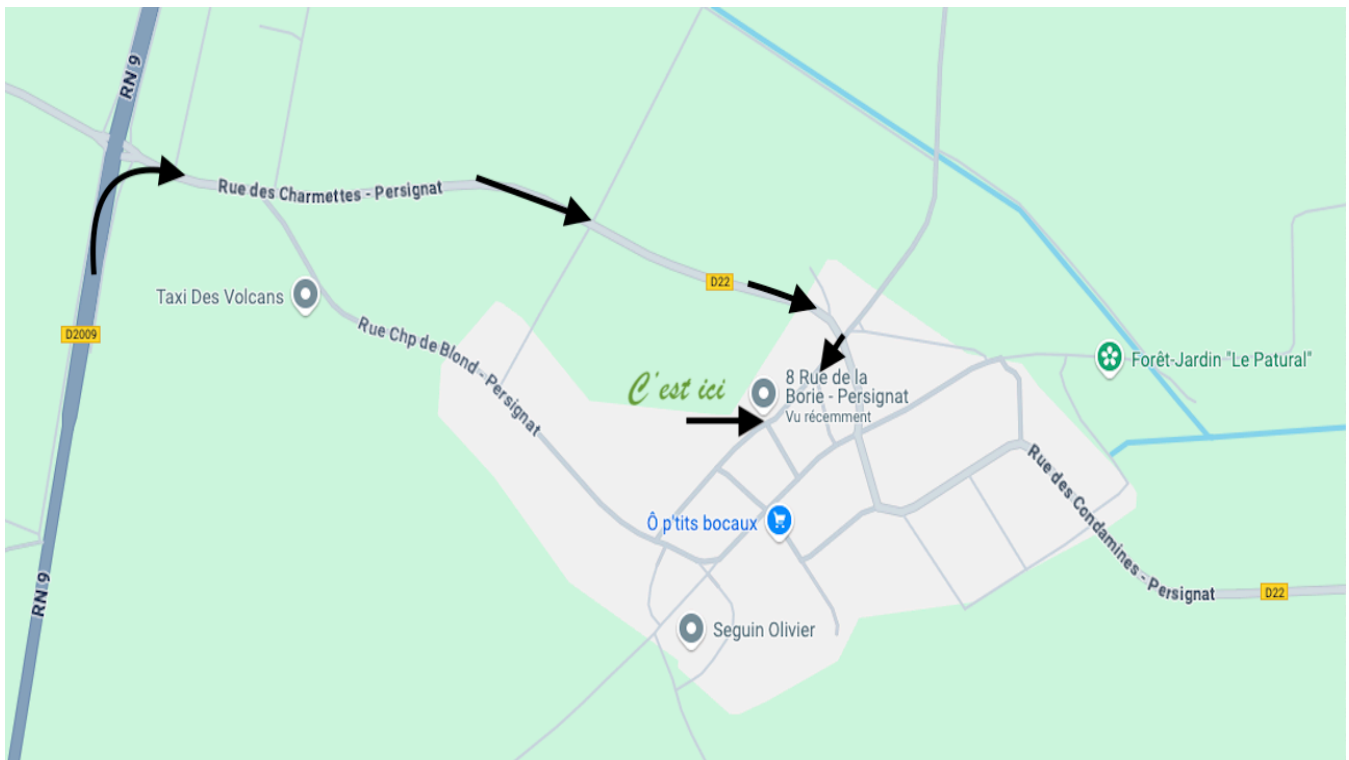 RN 9
Rue des Charmettes - Persignat
Taxi Des Volcans
D22
D2009
Rue Chp de Blond - Persignat
Forêt-Jardin "Le Patural"
C'est ici
8 Rue de la
Borie - Persignat
Vu récemment
Rue des Condamines - Persignat
Ô p'tits bocaux
RN 9
D22
Seguin Olivier